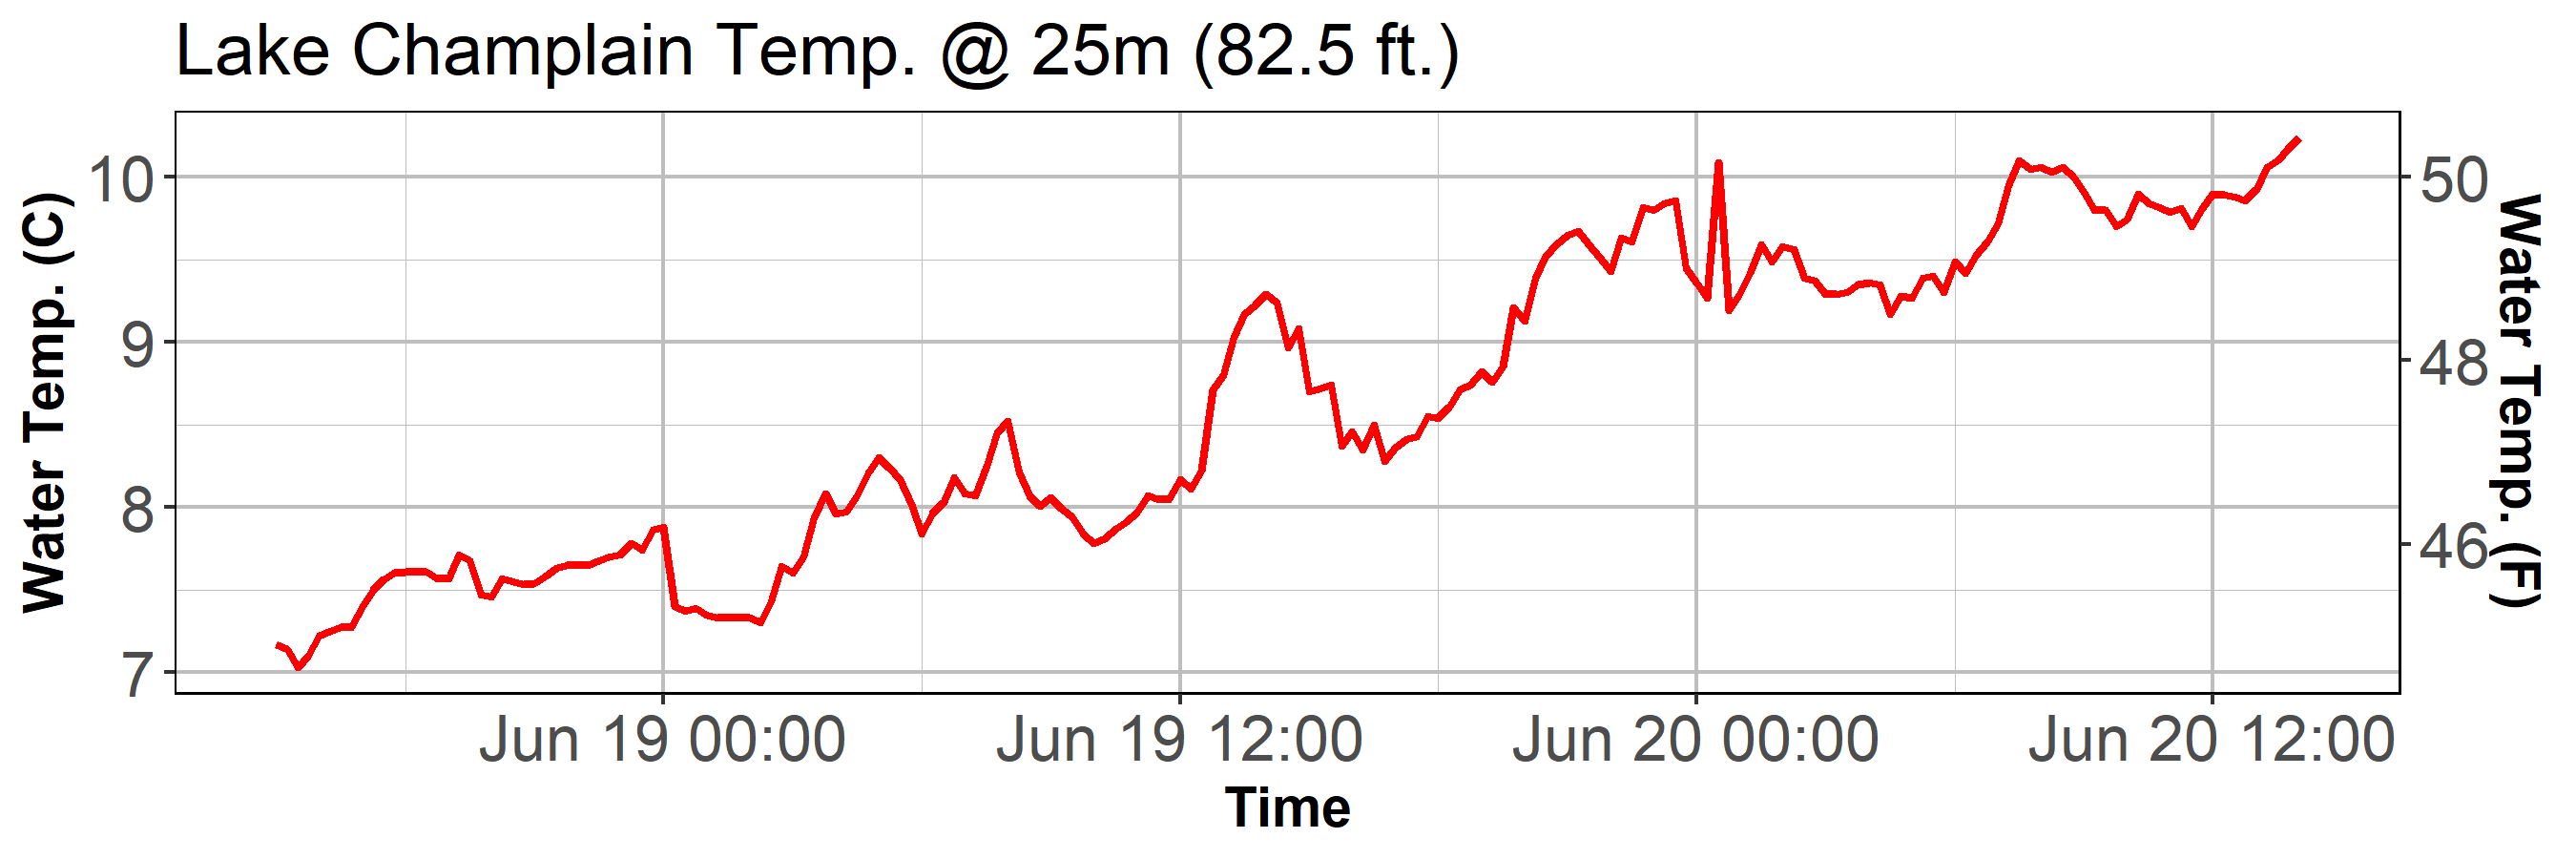 Lake Champlain Temp. @ 25m (82.5 ft.)
Water Temp. (C)
10
9
8
7
50
48
46
Water Temp. (F)
Jun 19 00:00
Jun 19 12:00
Jun 20 00:00
Jun 20 12:00
Time